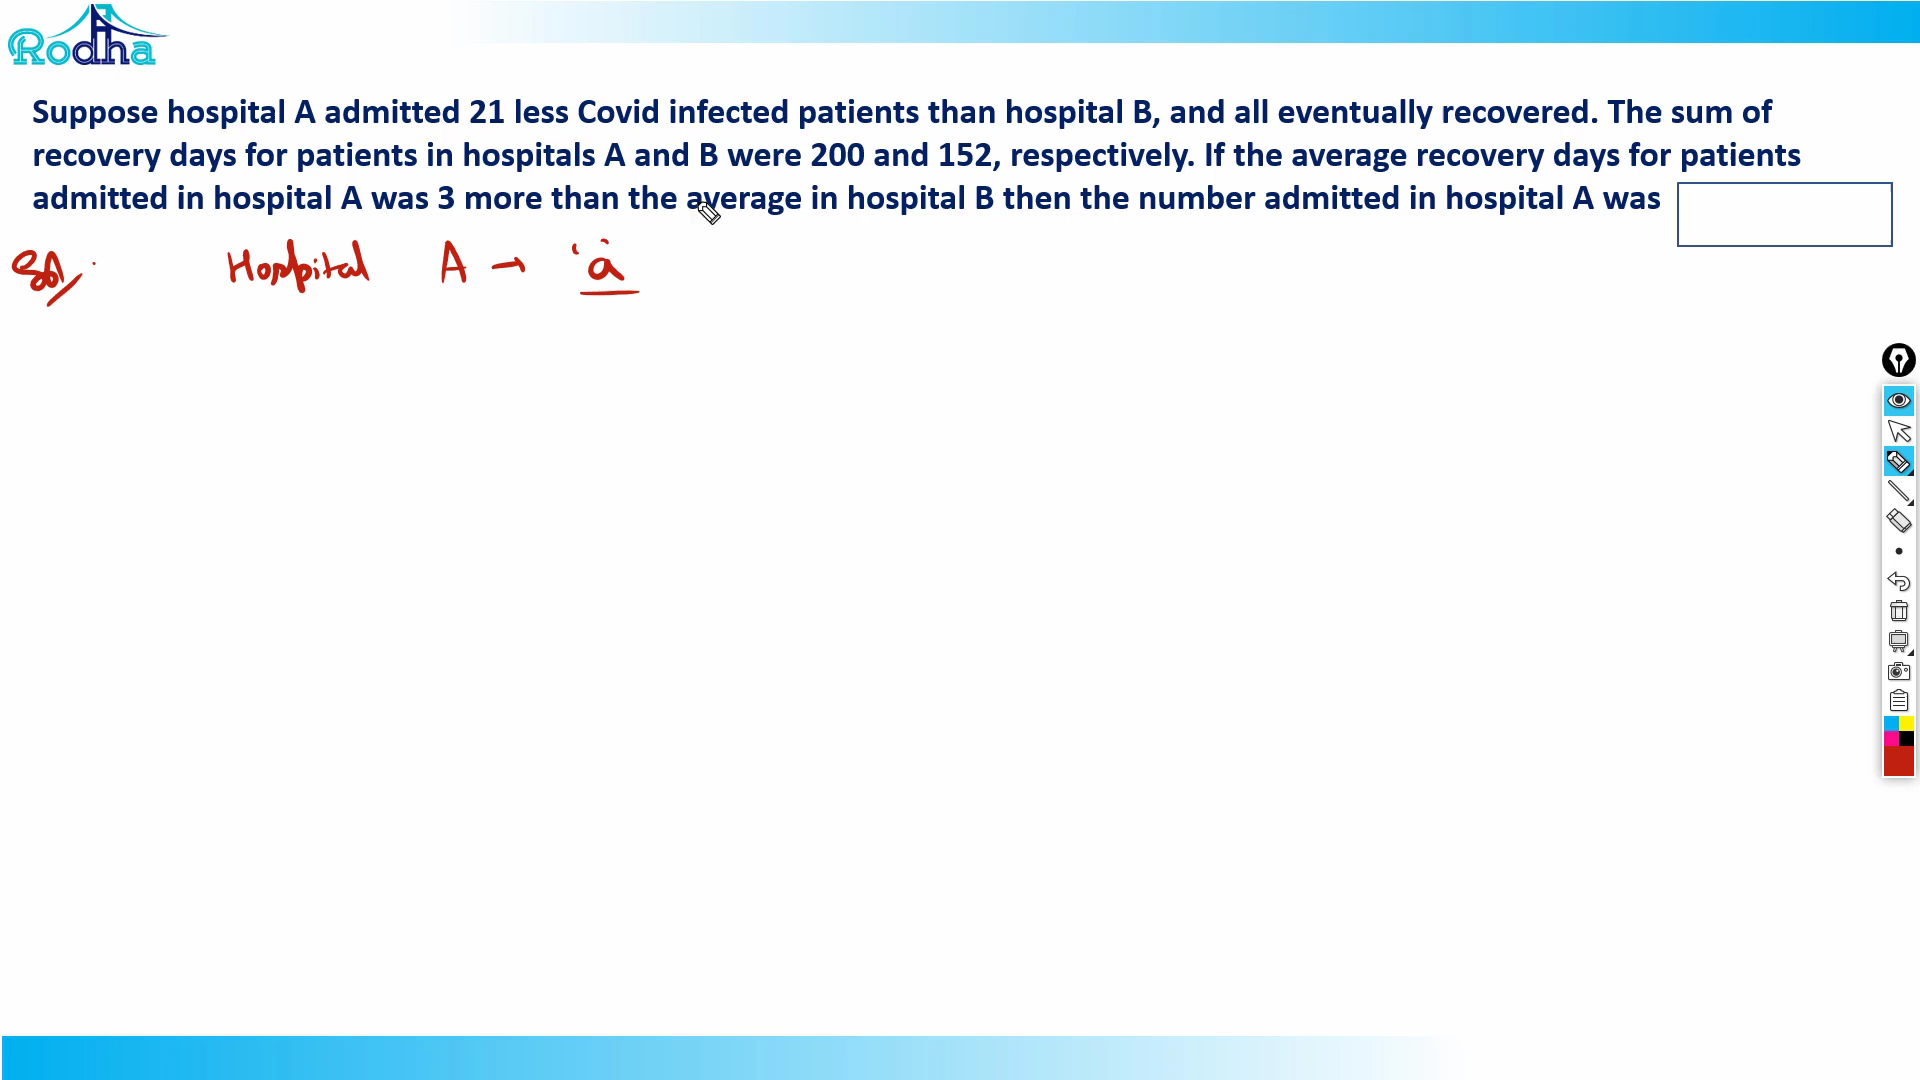 Rodha
Suppose hospital A admitted 21 less Covid infected patients than hospital B, and all eventually recovered. The sum of
recovery days for patients in hospitals A and B were 200 and 152, respectively. If the average recovery days for patients
admitted in hospital A was 3 more than the average in hospital B then the number admitted in hospital A was
Hospital A → 'a'